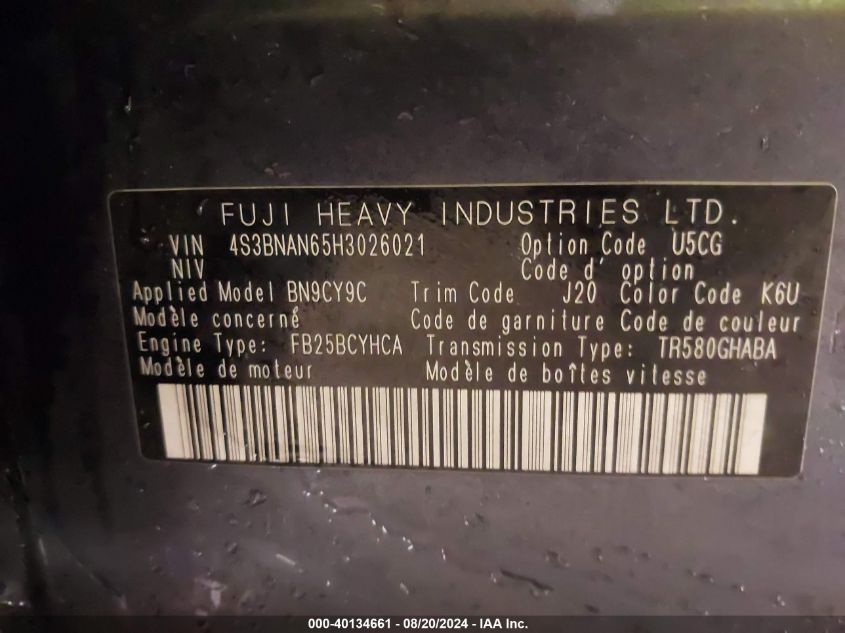 FUJI HEAVY INDUSTRIES LTD.
VIN 4S3BNAN65H3026021 Option Code U5CG
NIV Code d' option
Applied Model BN9CY9C Trim Code J20 Color Code K6U
Modèle concerné Code de garniture Code de couleur
Engine Type: FB25BCYHCA Transmission Type: TR580GHABA
Modèle de moteur Modèle de boîtes vitesse
000-40134661 - 08/20/2024 - IAA Inc.